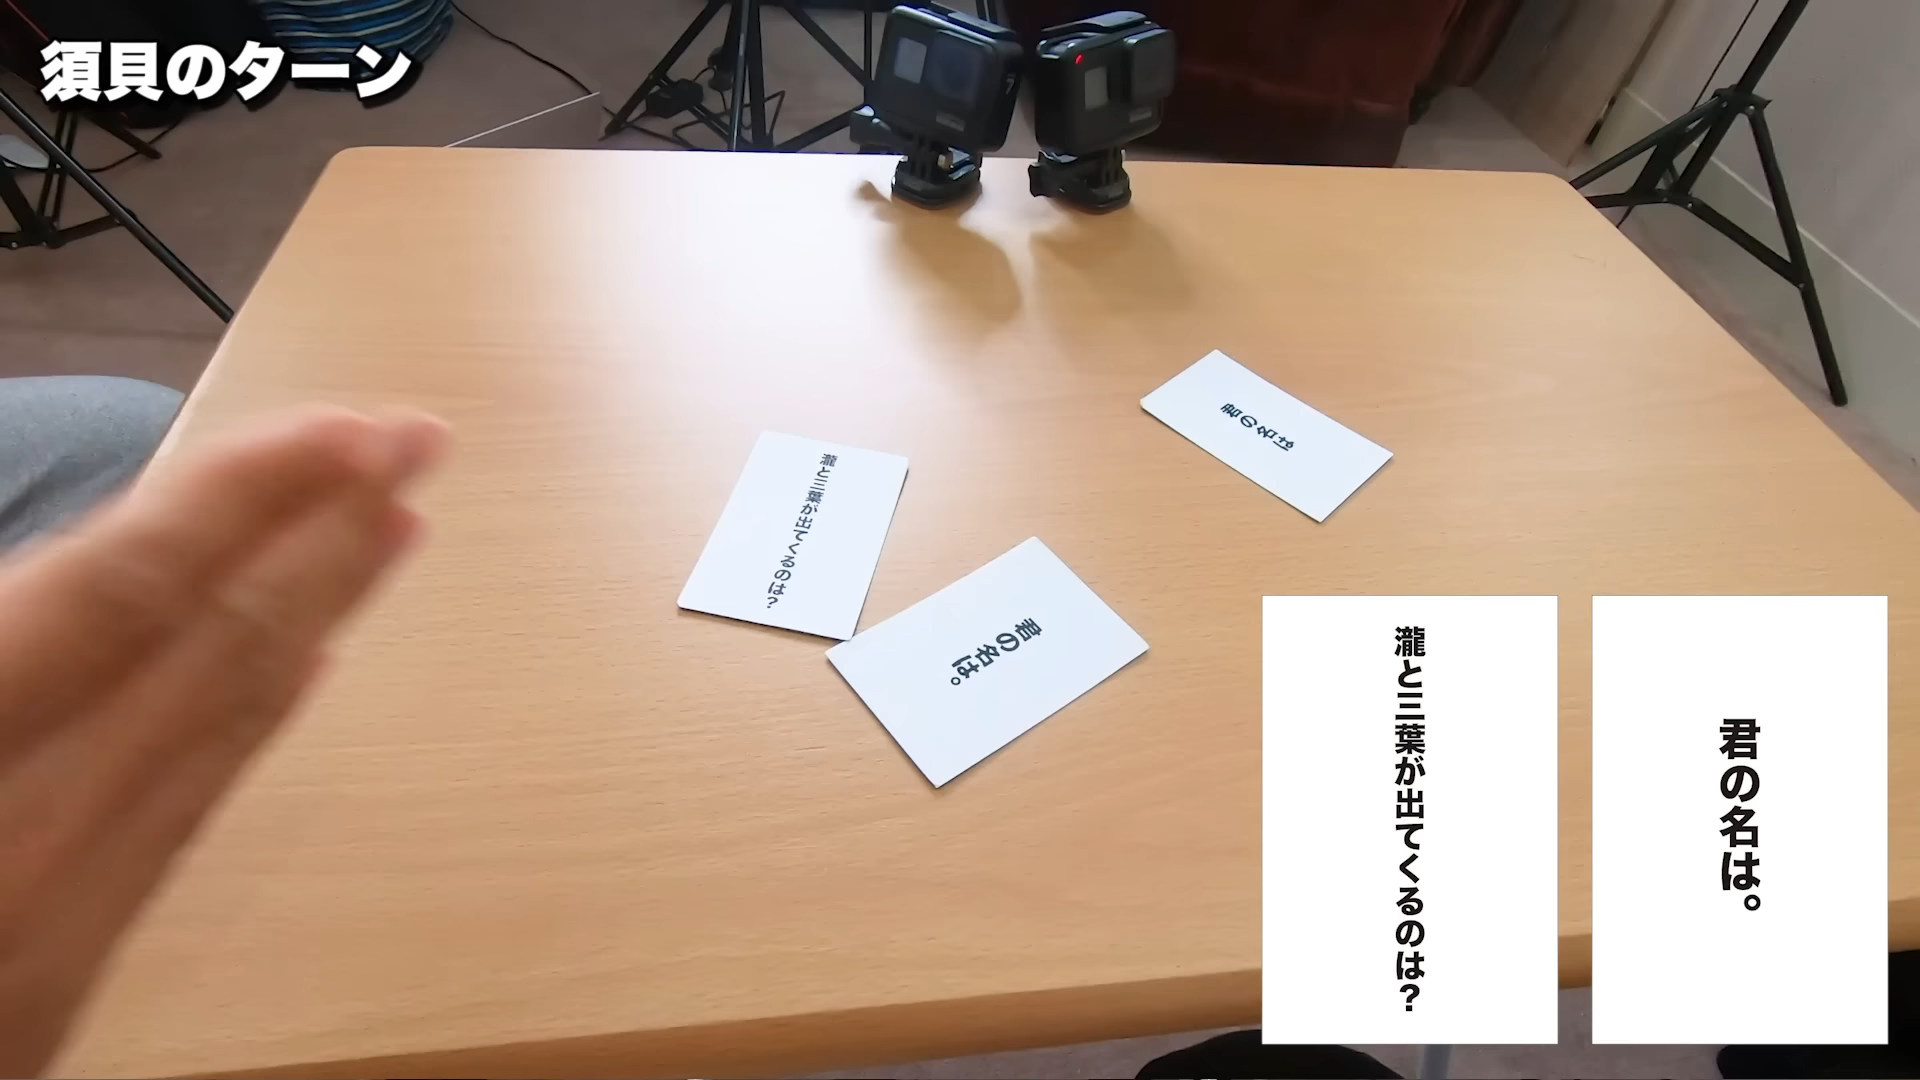 須貝のターン
君の名は
瀧と三葉が出てくるのは？
君の名は。
瀧と三葉が出てくるのは？
君の名は。